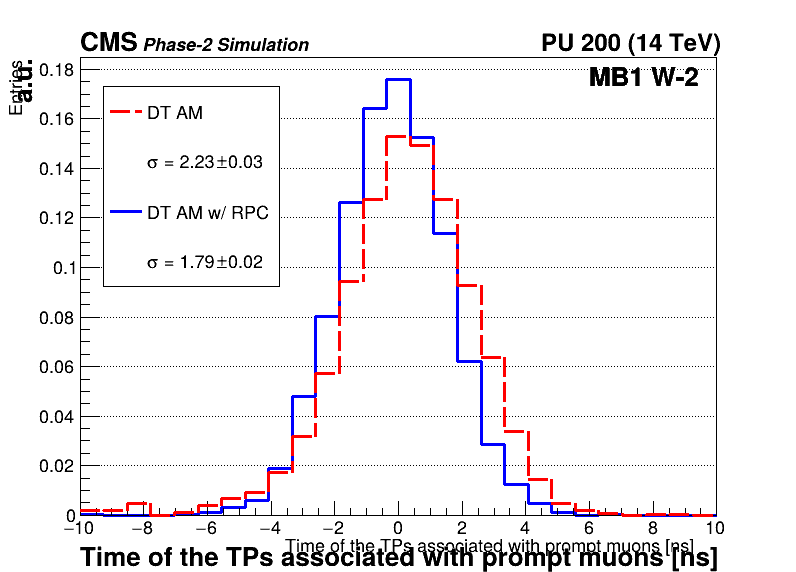 CMS Phase-2 Simulation PU 200 (14 TeV)
Entries
a.u.
MB1 W-2
DT AM
σ = 2.23±0.03
DT AM w/ RPC
σ = 1.79±0.02
0.18
0.16
0.14
0.12
0.1
0.08
0.06
0.04
0.02
0
−10 −8 −6 −4 −2 0 2 4 6 8 10
Time of the TPs associated with prompt muons [ns]
Time of the TPs associated with prompt muons [ns]